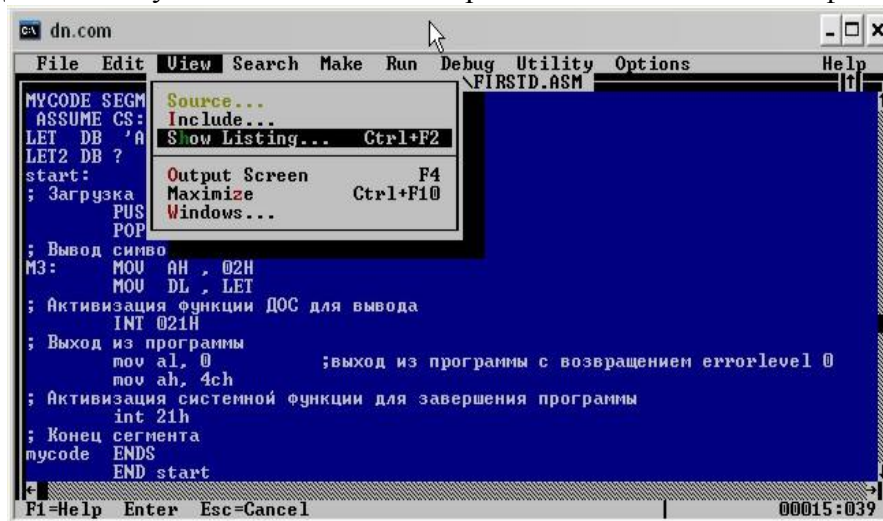 dn.com
File Edit View Search Make Run Debug Utility Options Help
\FIRSTD.ASM
MYCODE SEGM
ASSUME CS:
LET DB 'A
LET2 DB ?
start:
; Загрузка
PUS
POP
; Вывод симво
Source...
Include...
Show Listing... Ctrl+F2
Output Screen F4
Maximize Ctrl+F10
Windows...
M3: MOV AH , 02H
MOV DL , LET
; Активизация функции ДОС для вывода
INT 021H
; Выход из программы
mov al, 0 ;выход из программы с возвращением errorlevel 0
mov ah, 4ch
; Активизация системной функции для завершения программы
int 21h
; Конец сегмента
mycode ENDS
END start
F1=Help Enter Esc=Cancel 00015:039